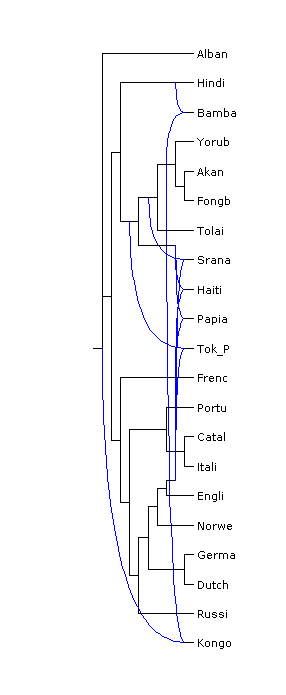 Alban
Hindi
Bamba
Yorub
Akan
Fongb
Tolai
Srana
Haiti
Papia
Tok_P
Frenc
Portu
Catal
Itali
Engli
Norwe
Germa
Dutch
Russi
Kongo